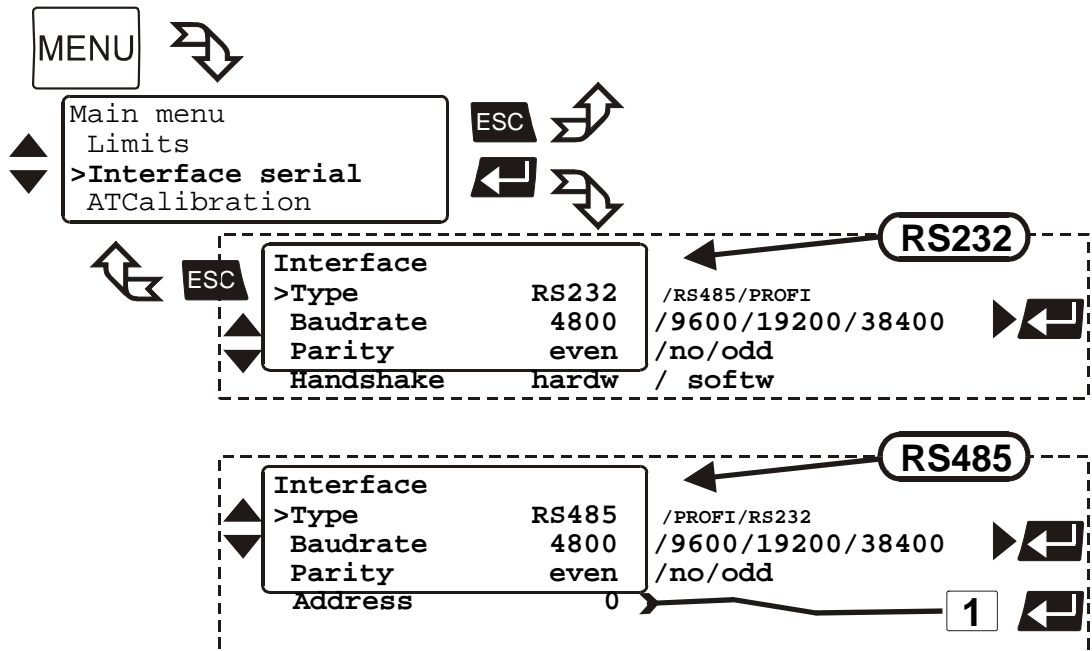 MENU
Main menu
Limits
ESC
>Interface serial
ATCalibration
RS232
ESC
Interface
>Type RS232 /RS485/PROFI
Baudrate 4800 /9600/19200/38400
Parity even /no/odd
Handshake hardw / softw
RS485
Interface
>Type RS485 /PROFI/RS232
Baudrate 4800 /9600/19200/38400
Parity even /no/odd
Address 0 1